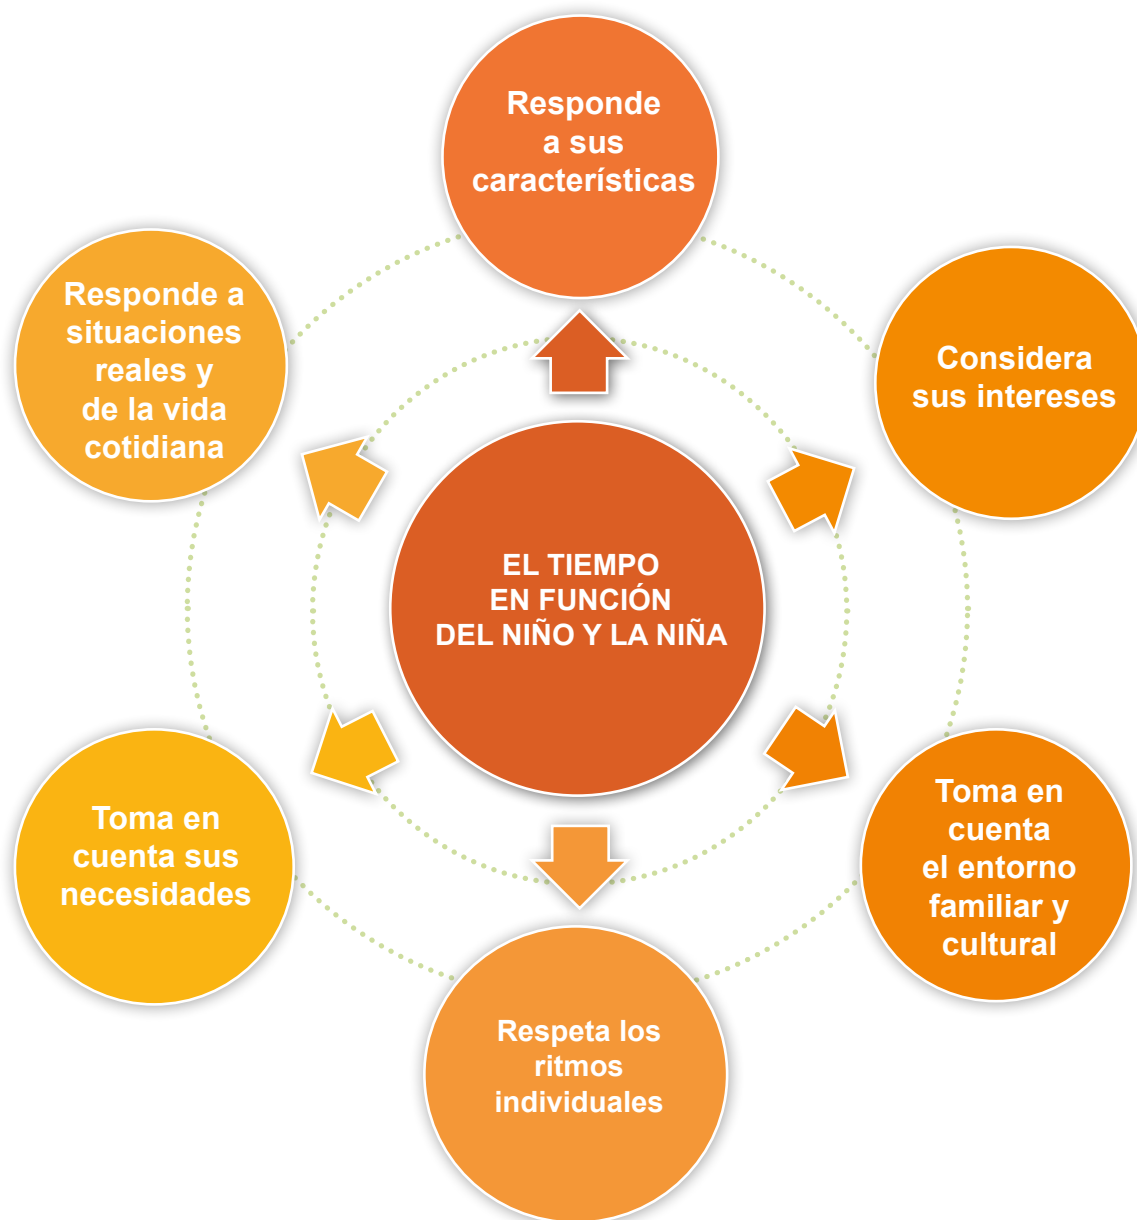 Responde
a sus
características
Considera
sus intereses
Toma en
cuenta
el entorno
familiar y
cultural
Respeta los
ritmos
individuales
Toma en
cuenta sus
necesidades
Responde a
situaciones
reales y
de la vida
cotidiana
EL TIEMPO
EN FUNCIÓN
DEL NIÑO Y LA NIÑA